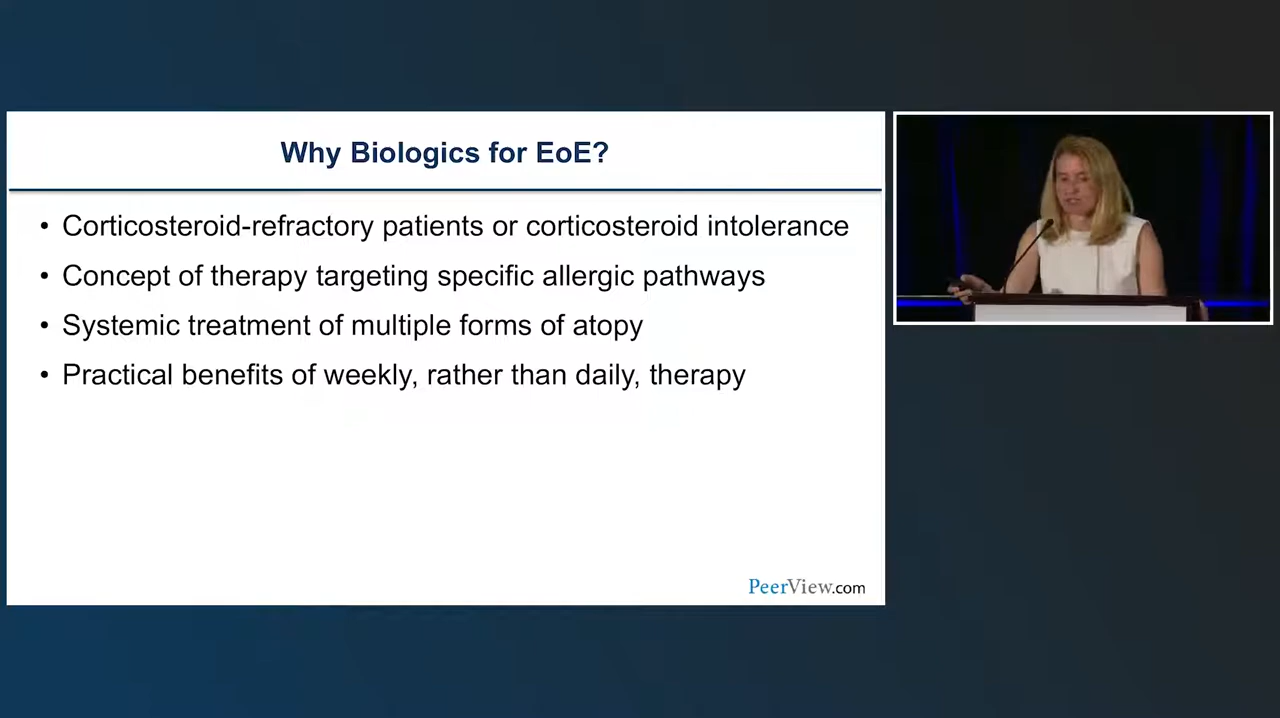 Why Biologics for EoE?
• Corticosteroid-refractory patients or corticosteroid intolerance
• Concept of therapy targeting specific allergic pathways
• Systemic treatment of multiple forms of atopy
• Practical benefits of weekly, rather than daily, therapy
PeerView.com